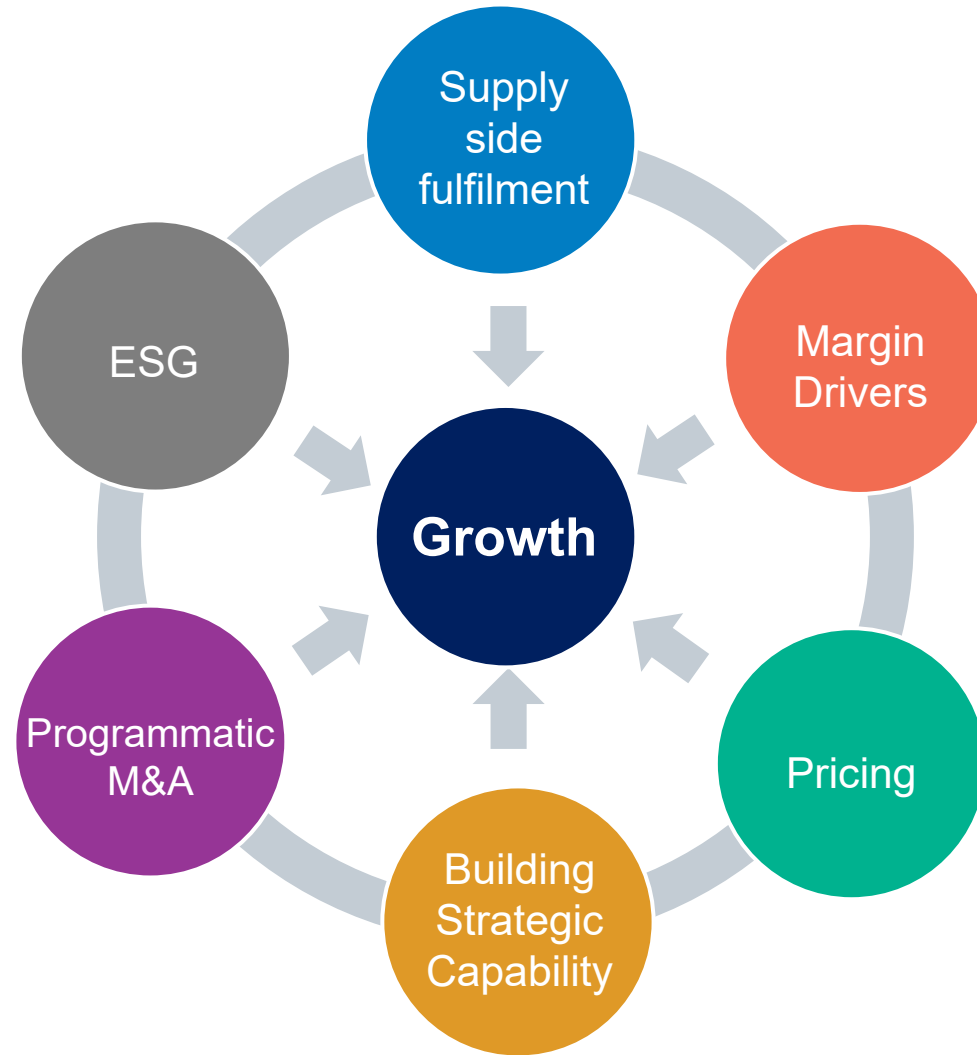 Supply
side
fulfilment
ESG
Margin
Drivers
Growth
Programmatic
M&A
Pricing
Building
Strategic
Capability